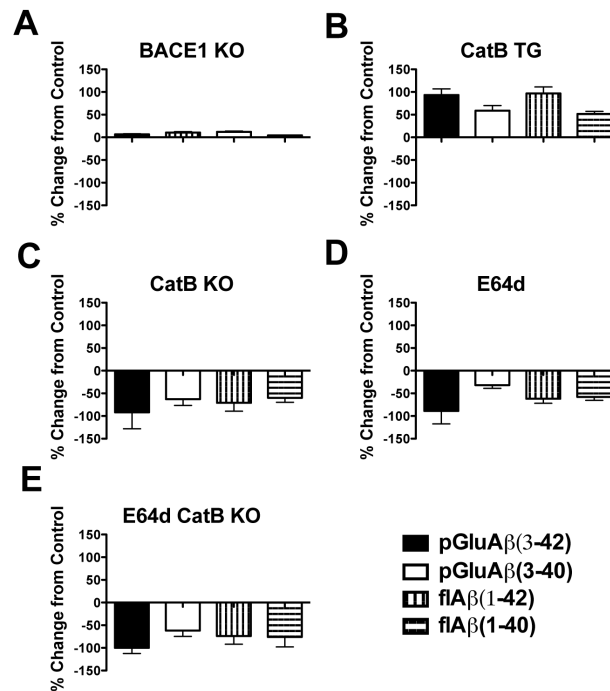 A
BACE1 KO
% Change from Control
150
100
50
0
-50
-100
-150
B
CatB TG
% Change from Control
150
100
50
0
-50
-100
-150
C
CatB KO
% Change from Control
150
100
50
0
-50
-100
-150
D
E64d
% Change from Control
150
100
50
0
-50
-100
-150
E
E64d CatB KO
% Change from Control
150
100
50
0
-50
-100
-150
pGluAβ(3-42)
pGluAβ(3-40)
flAβ(1-42)
flAβ(1-40)